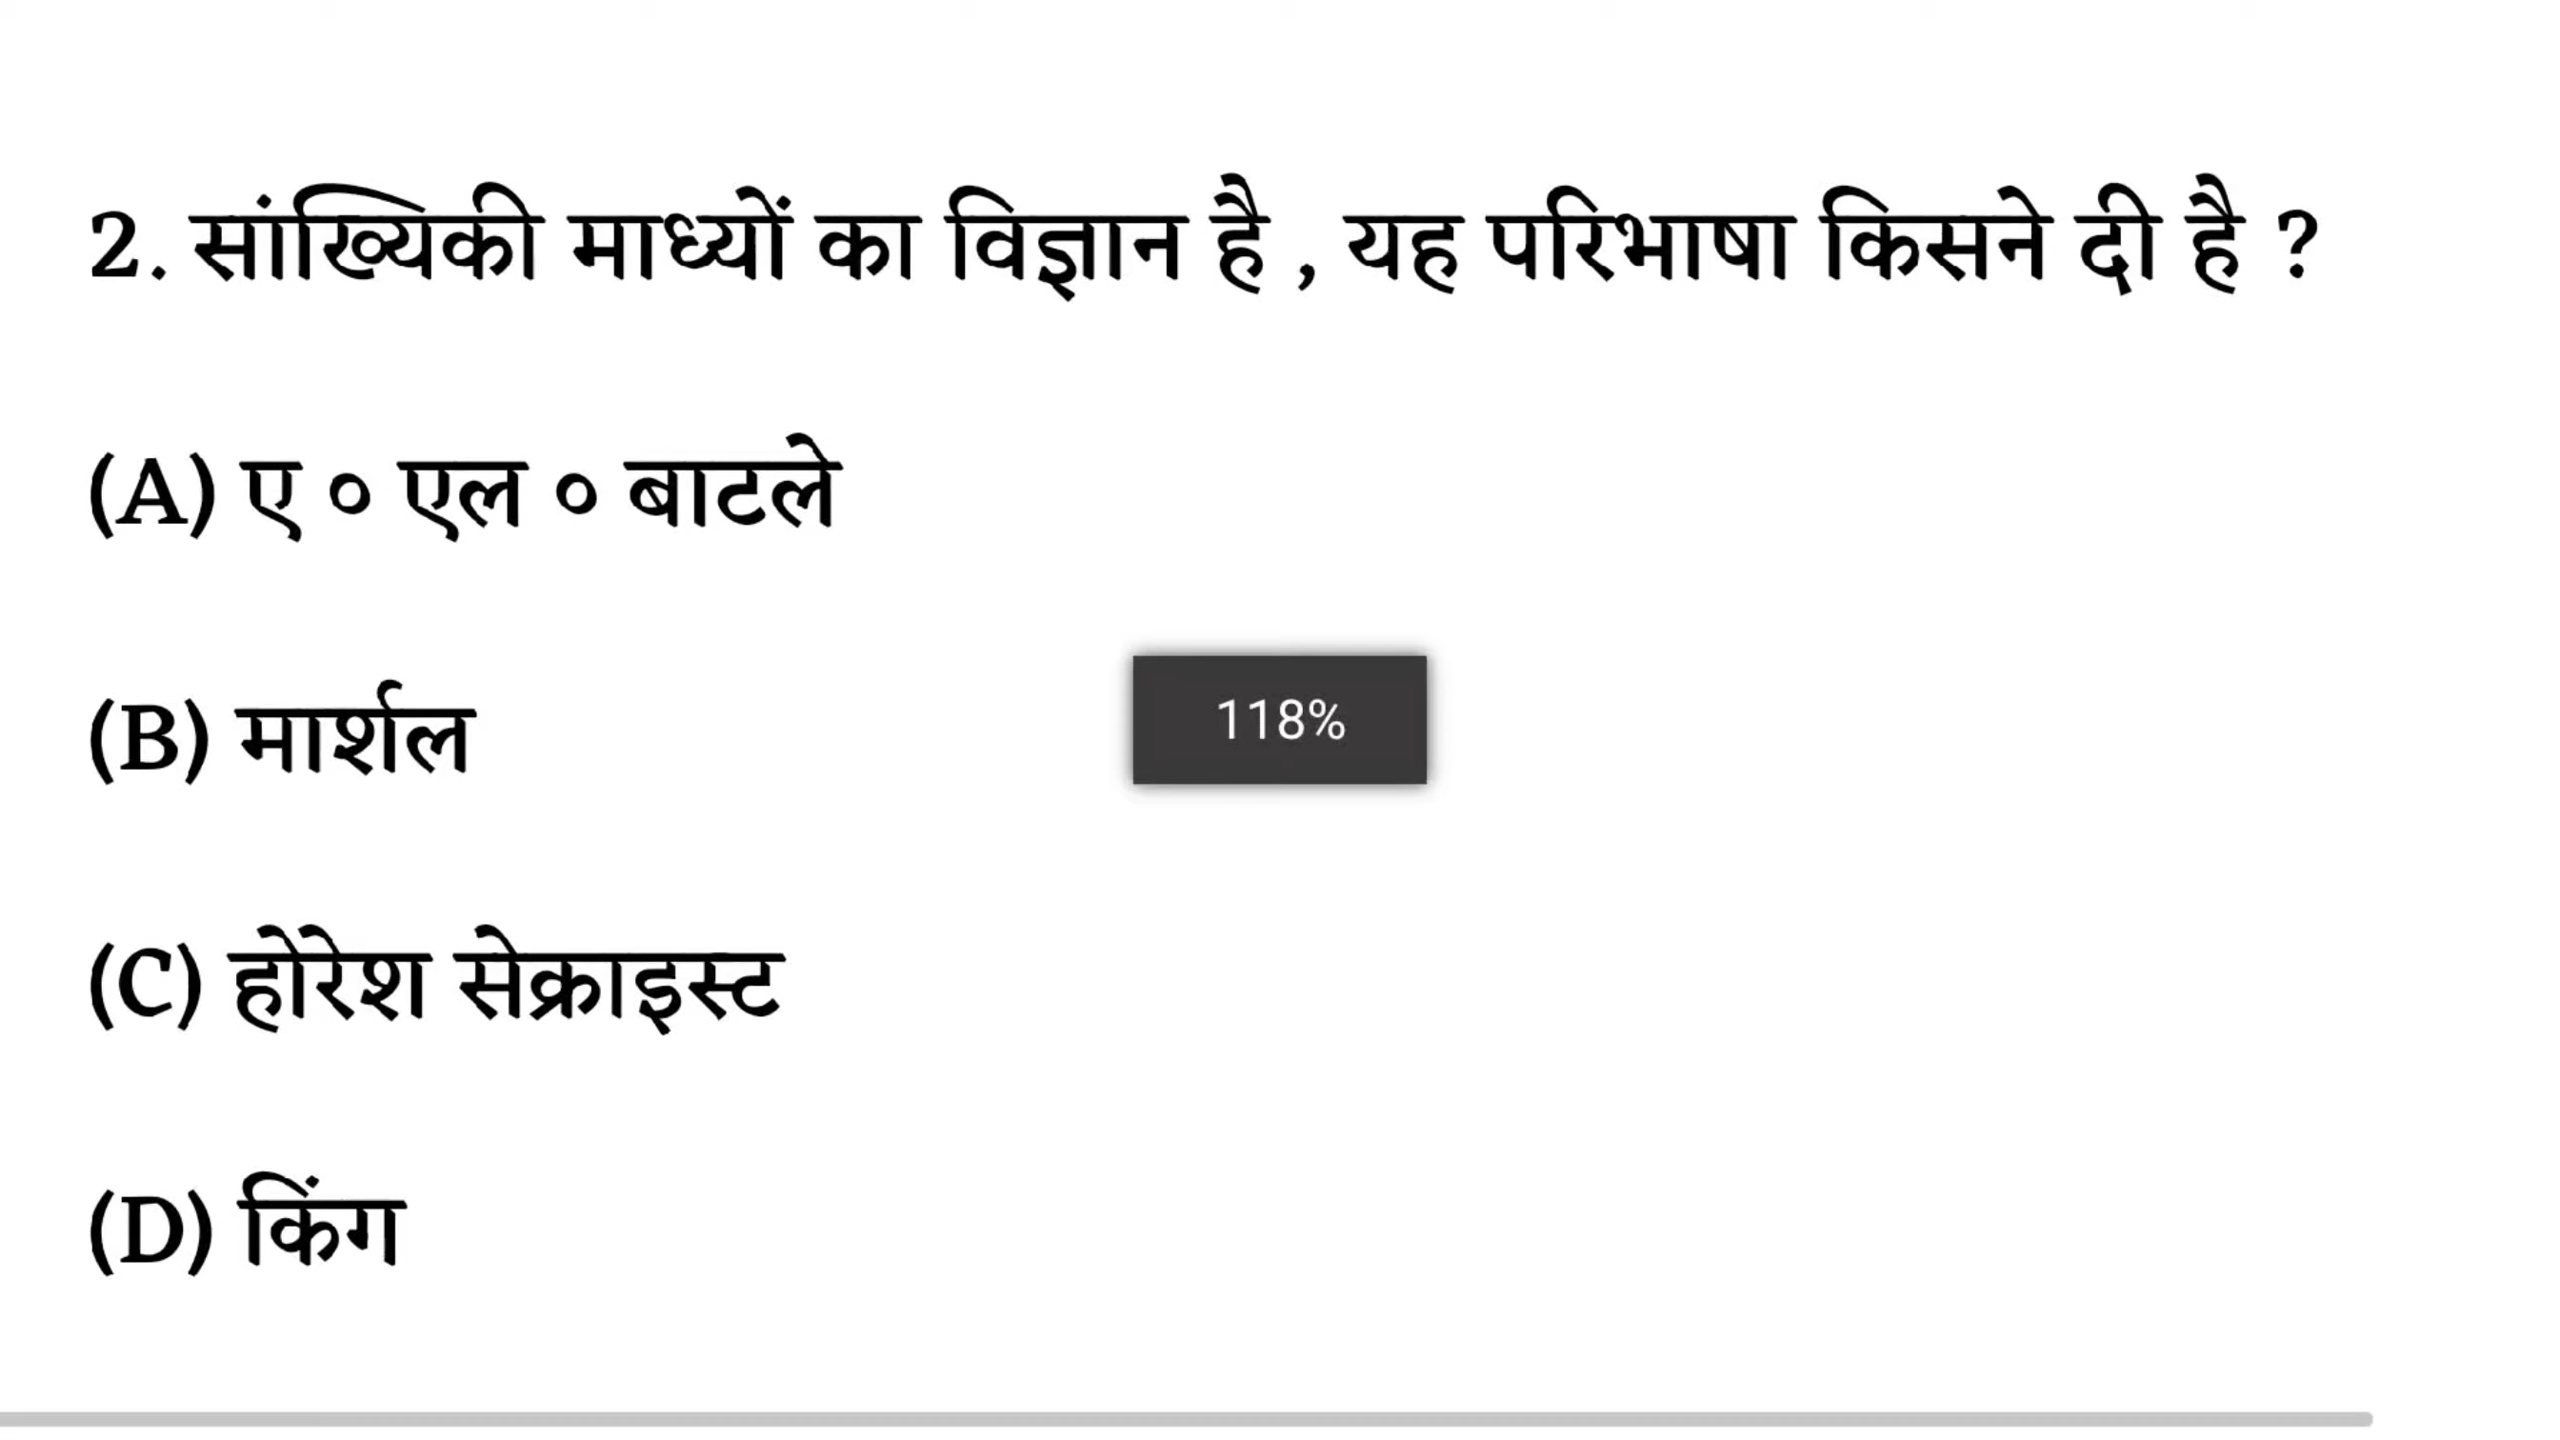 2. सांख्यिकी माध्यों का विज्ञान है , यह परिभाषा किसने दी है ?
(A) ए ० एल ० बाटले
(B) मार्शल
118%
(C) होरेश सेक्राइस्ट
(D) किंग